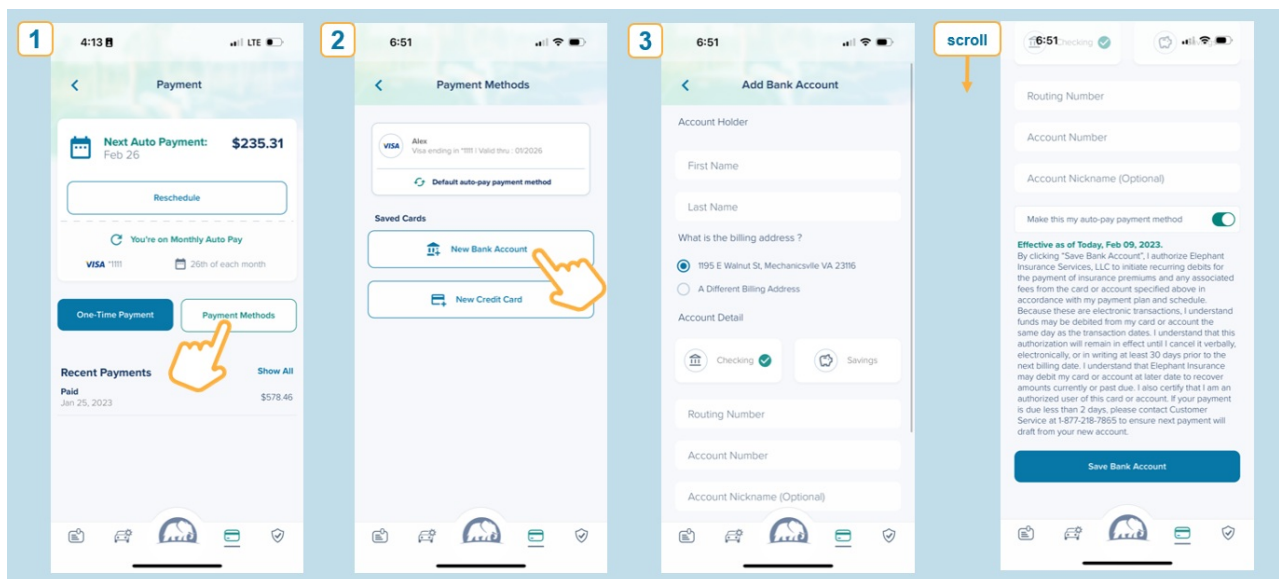 1
4:13
LTE
Payment
Next Auto Payment: $235.31
Feb 26
Reschedule
You're on Monthly Auto Pay
VISA *1111 26th of each month
One-Time Payment Payment Methods
Recent Payments Show All
Paid
Jan 25, 2023 $578.46
2
6:51
Payment Methods
VISA
Alex
Visa ending in *1111 | Valid thru : 01/2026
Default auto-pay payment method
Saved Cards
New Bank Account
New Credit Card
3
6:51
Add Bank Account
Account Holder
First Name
Last Name
What is the billing address ?
1195 E Walnut St, Mechanicsvlle VA 23116
A Different Billing Address
Account Detail
Checking Savings
Routing Number
Account Number
Account Nickname (Optional)
scroll
6:51
Routing Number
Account Number
Account Nickname (Optional)
Make this my auto-pay payment method
Effective as of Today, Feb 09, 2023.
By clicking "Save Bank Account", I authorize Elephant
Insurance Services, LLC to initiate recurring debits for
the payment of insurance premiums and any associated
fees from the card or account specified above in
accordance with my payment plan and schedule.
Because these are electronic transactions, I understand
funds may be debited from my card or account the
same day as the transaction dates. I understand that this
authorization will remain in effect until I cancel it verbally,
electronically, or in writing at least 30 days prior to the
next billing date. I understand that Elephant Insurance
may debit my card or account at later date to recover
amounts currently or past due. I also certify that I am an
authorized user of this card or account. If your payment
is due less than 2 days, please contact Customer
Service at 1-877-218-7865 to ensure next payment will
draft from your new account.
Save Bank Account